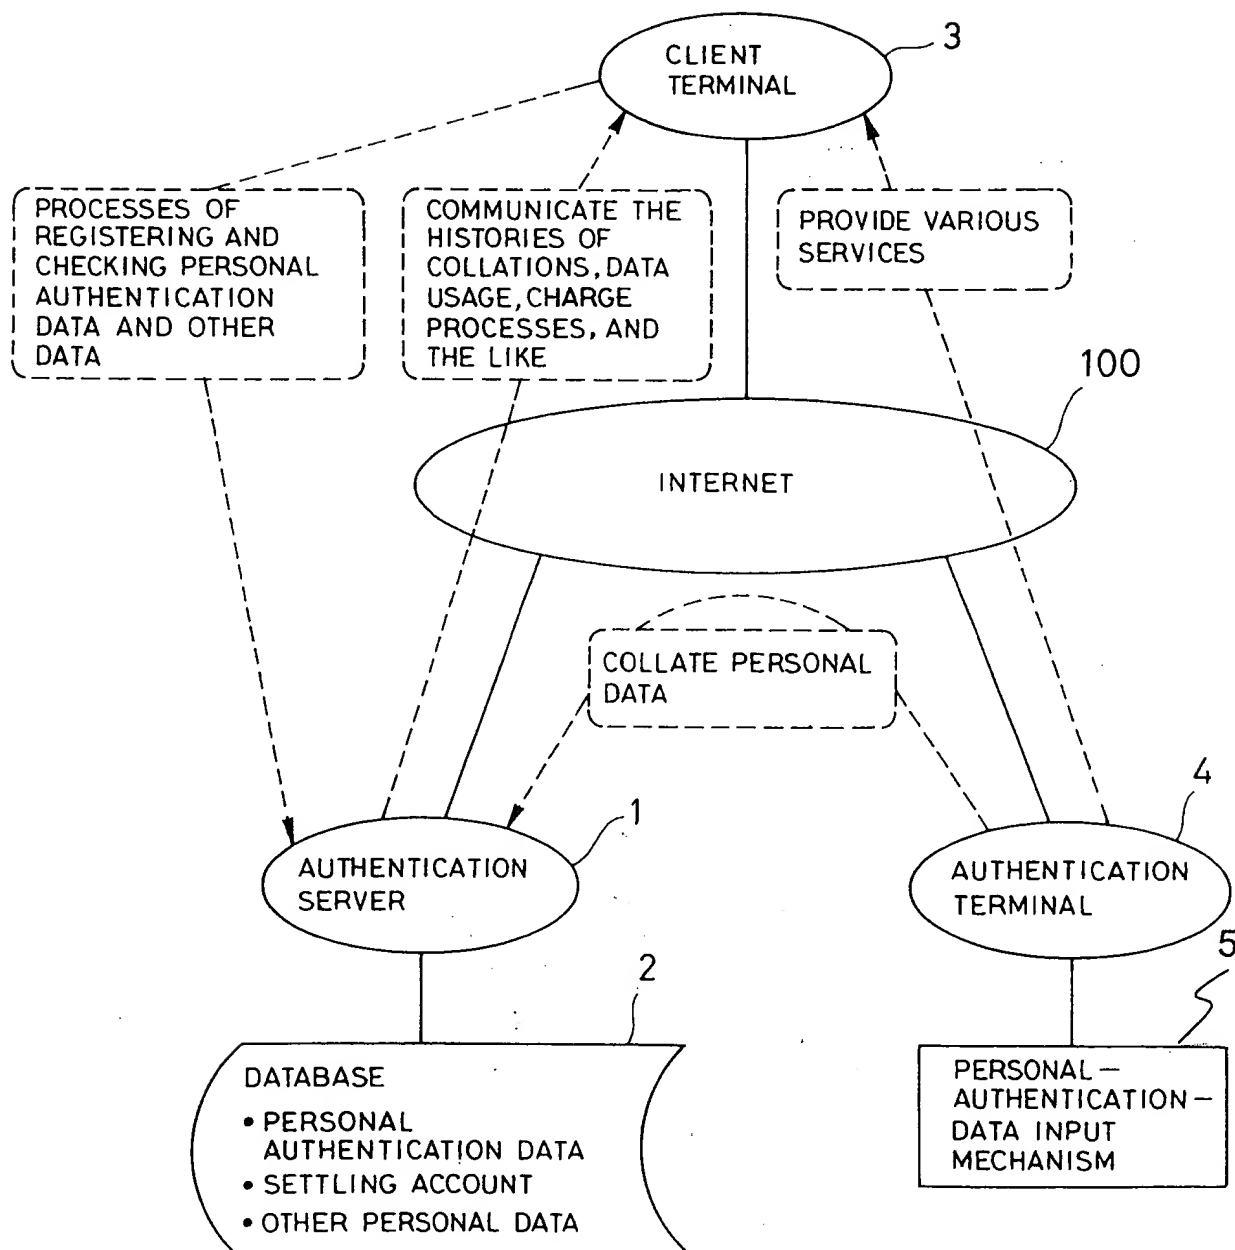 3
CLIENT
TERMINAL
PROCESSES OF
REGISTERING AND
CHECKING PERSONAL
AUTHENTICATION
DATA AND OTHER
DATA
COMMUNICATE THE
HISTORIES OF
COLLATIONS, DATA
USAGE, CHARGE
PROCESSES, AND
THE LIKE
PROVIDE VARIOUS
SERVICES
100
INTERNET
COLLATE PERSONAL
DATA
1
AUTHENTICATION
SERVER
4
AUTHENTICATION
TERMINAL
2
DATABASE
• PERSONAL
AUTHENTICATION DATA
• SETTLING ACCOUNT
• OTHER PERSONAL DATA
5
PERSONAL—
AUTHENTICATION—
DATA INPUT
MECHANISM